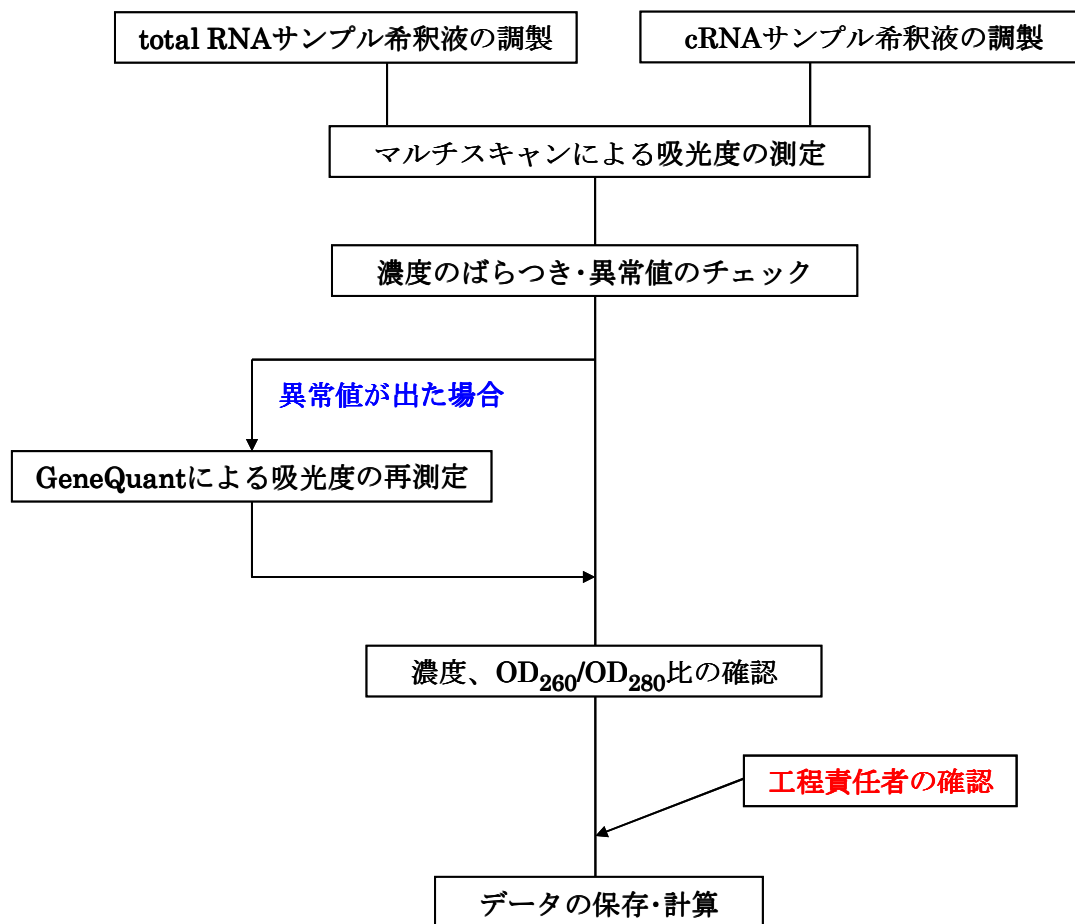 total RNAサンプル希釈液の調製
cRNAサンプル希釈液の調製
マルチスキャンによる吸光度の測定
濃度のばらつき･異常値のチェック
異常値が出た場合
GeneQuantによる吸光度の再測定
濃度、OD260/OD280比の確認
工程責任者の確認
データの保存･計算